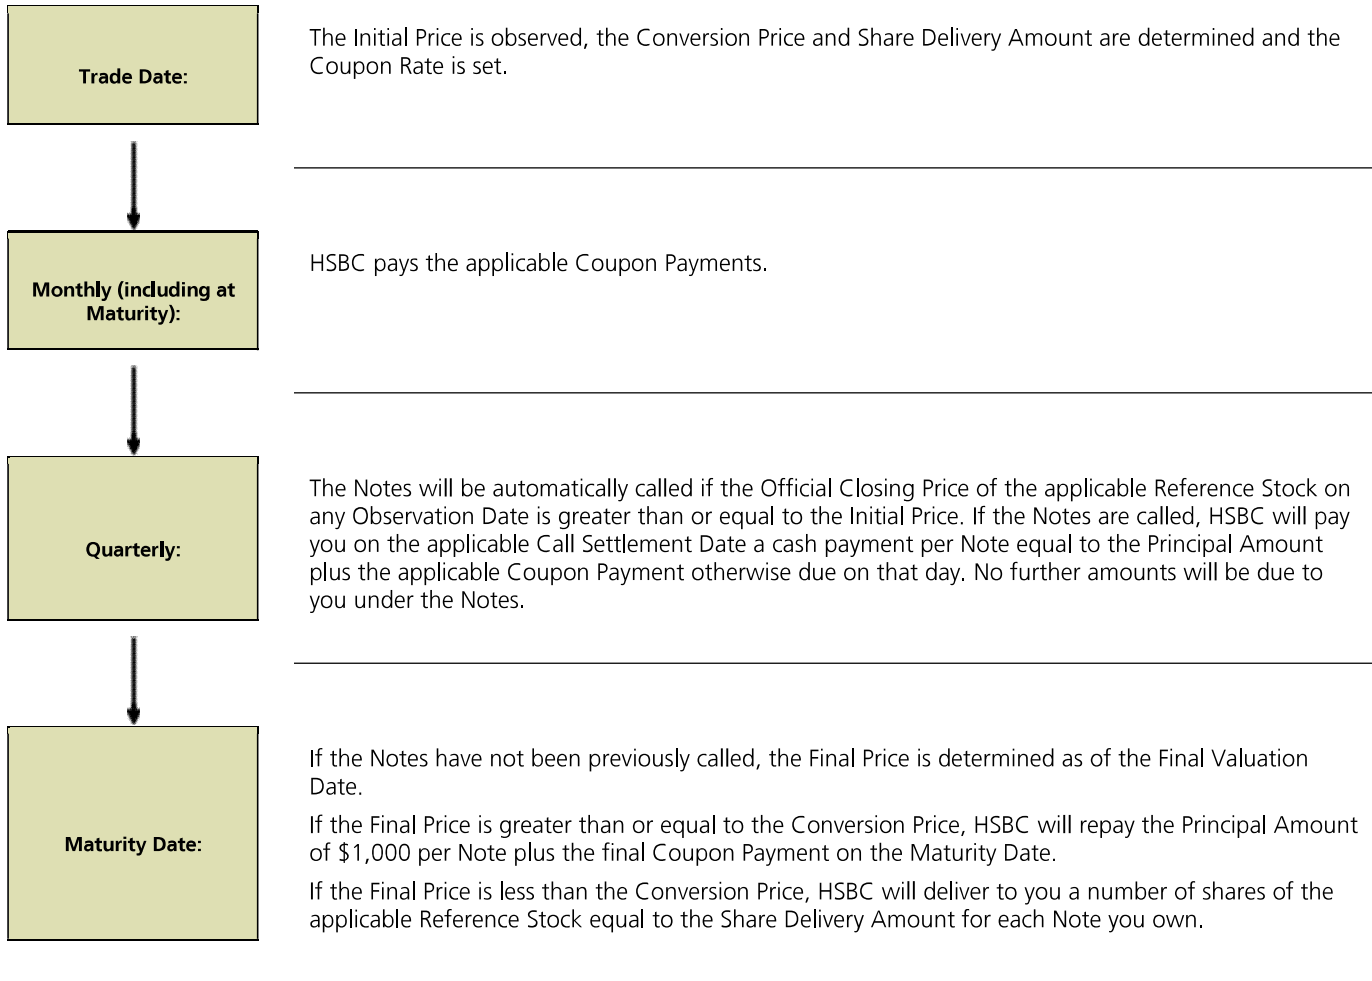 Trade Date:
The Initial Price is observed, the Conversion Price and Share Delivery Amount are determined and the
Coupon Rate is set.
Monthly (including at
Maturity):
HSBC pays the applicable Coupon Payments.
Quarterly:
The Notes will be automatically called if the Official Closing Price of the applicable Reference Stock on
any Observation Date is greater than or equal to the Initial Price. If the Notes are called, HSBC will pay
you on the applicable Call Settlement Date a cash payment per Note equal to the Principal Amount
plus the applicable Coupon Payment otherwise due on that day. No further amounts will be due to
you under the Notes.
Maturity Date:
If the Notes have not been previously called, the Final Price is determined as of the Final Valuation
Date.
If the Final Price is greater than or equal to the Conversion Price, HSBC will repay the Principal Amount
of $1,000 per Note plus the final Coupon Payment on the Maturity Date.
If the Final Price is less than the Conversion Price, HSBC will deliver to you a number of shares of the
applicable Reference Stock equal to the Share Delivery Amount for each Note you own.